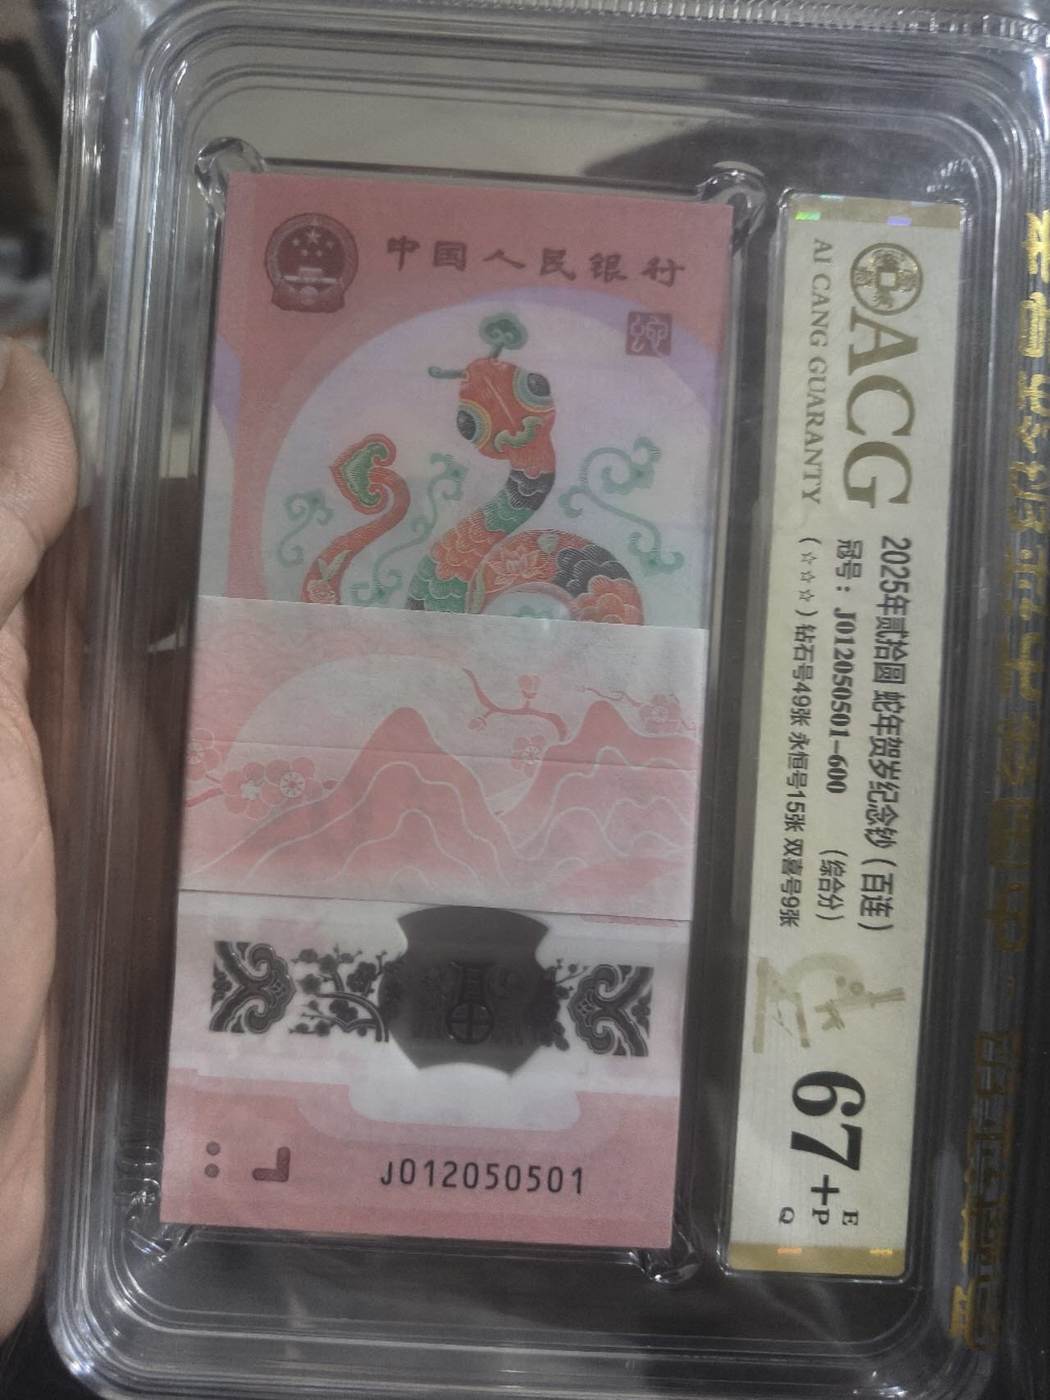 中国人民银行
蛇
J012050501
ACG
AI CANG GUARANTY
2025年贰拾圆 蛇年贺岁纪念钞（百连）
冠号：J012050501-600 （综合分）
（☆☆☆）钻石号49张 永恒号15张 双喜号9张
67+
E
P
Q